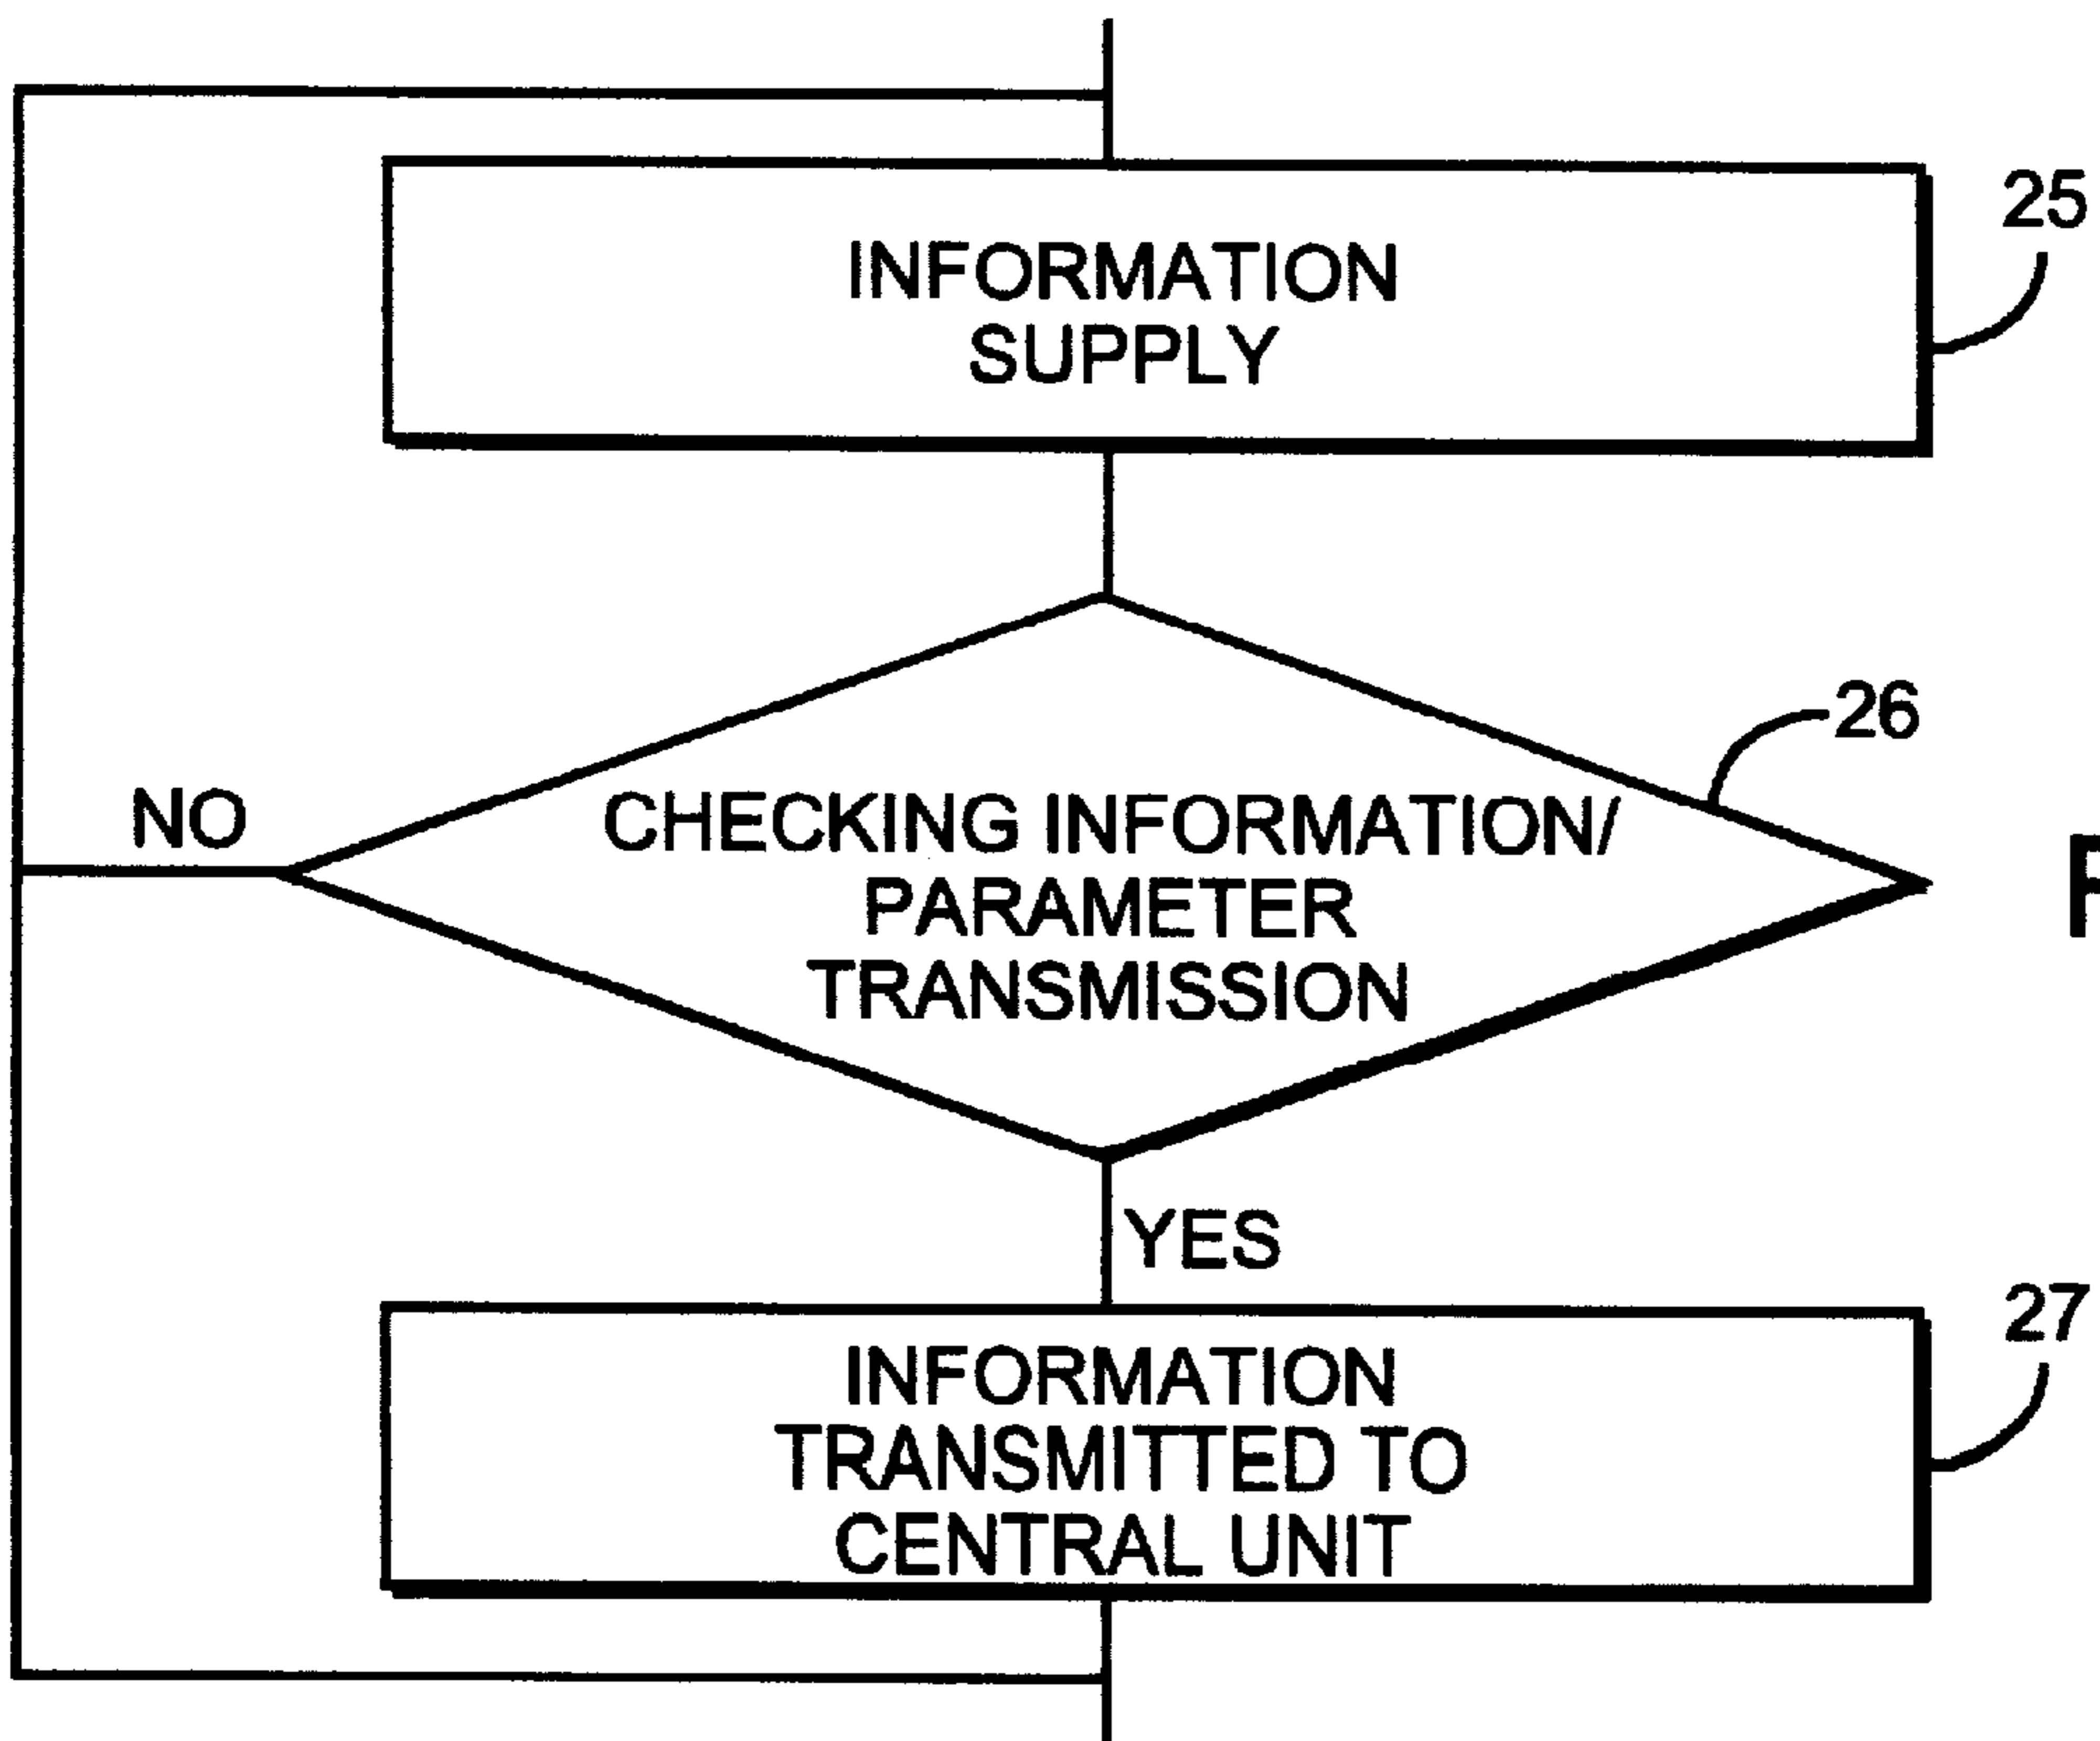 25
INFORMATION
SUPPLY
26
NO
CHECKING INFORMATION/
PARAMETER
TRANSMISSION
YES
27
INFORMATION
TRANSMITTED TO
CENTRAL UNIT